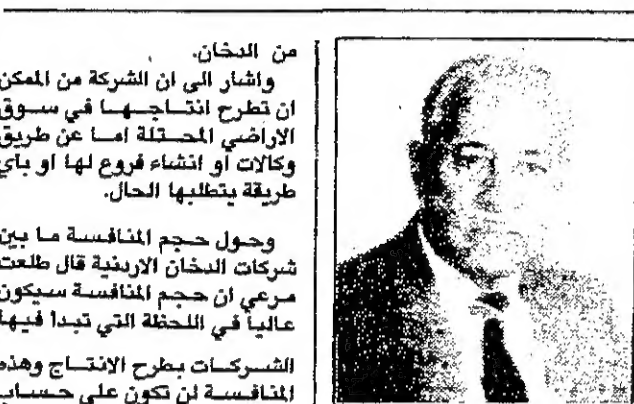 من الدخان.
واشار الى ان الشركة من الممكن
ان تطرح انتاجها في سوق
الاراضي المحتلة اما عن طريق
وكالات او انشاء فروع لها او باي
طريقة يتطلبها الحال.
وحول حجم المنافسة ما بين
شركات الدخان الاردنية قال طلعت
مرعي ان حجم المنافسة سيكون
عالياً في اللحظة التي تبدا فيها
الشركات بطرح الانتاج وهذه
المنافسة لن تكون على حساب